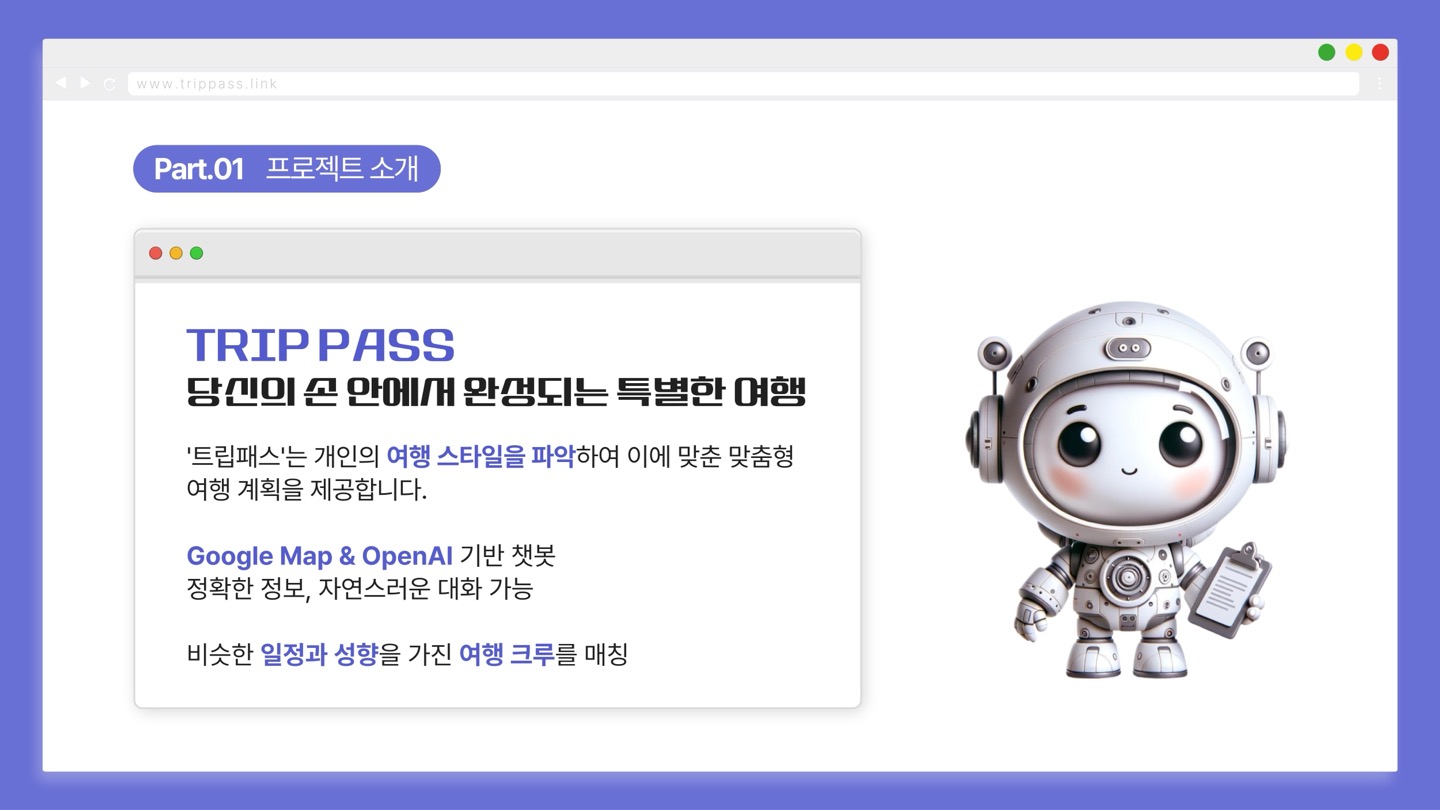 www.trippass.link
Part.01 프로젝트 소개
TRIP PASS
당신의 손 안에서 완성되는 특별한 여행
'트립패스'는 개인의 여행 스타일을 파악하여 이에 맞춘 맞춤형
여행 계획을 제공합니다.
Google Map & OpenAI 기반 챗봇
정확한 정보, 자연스러운 대화 가능
비슷한 일정과 성향을 가진 여행 크루를 매칭